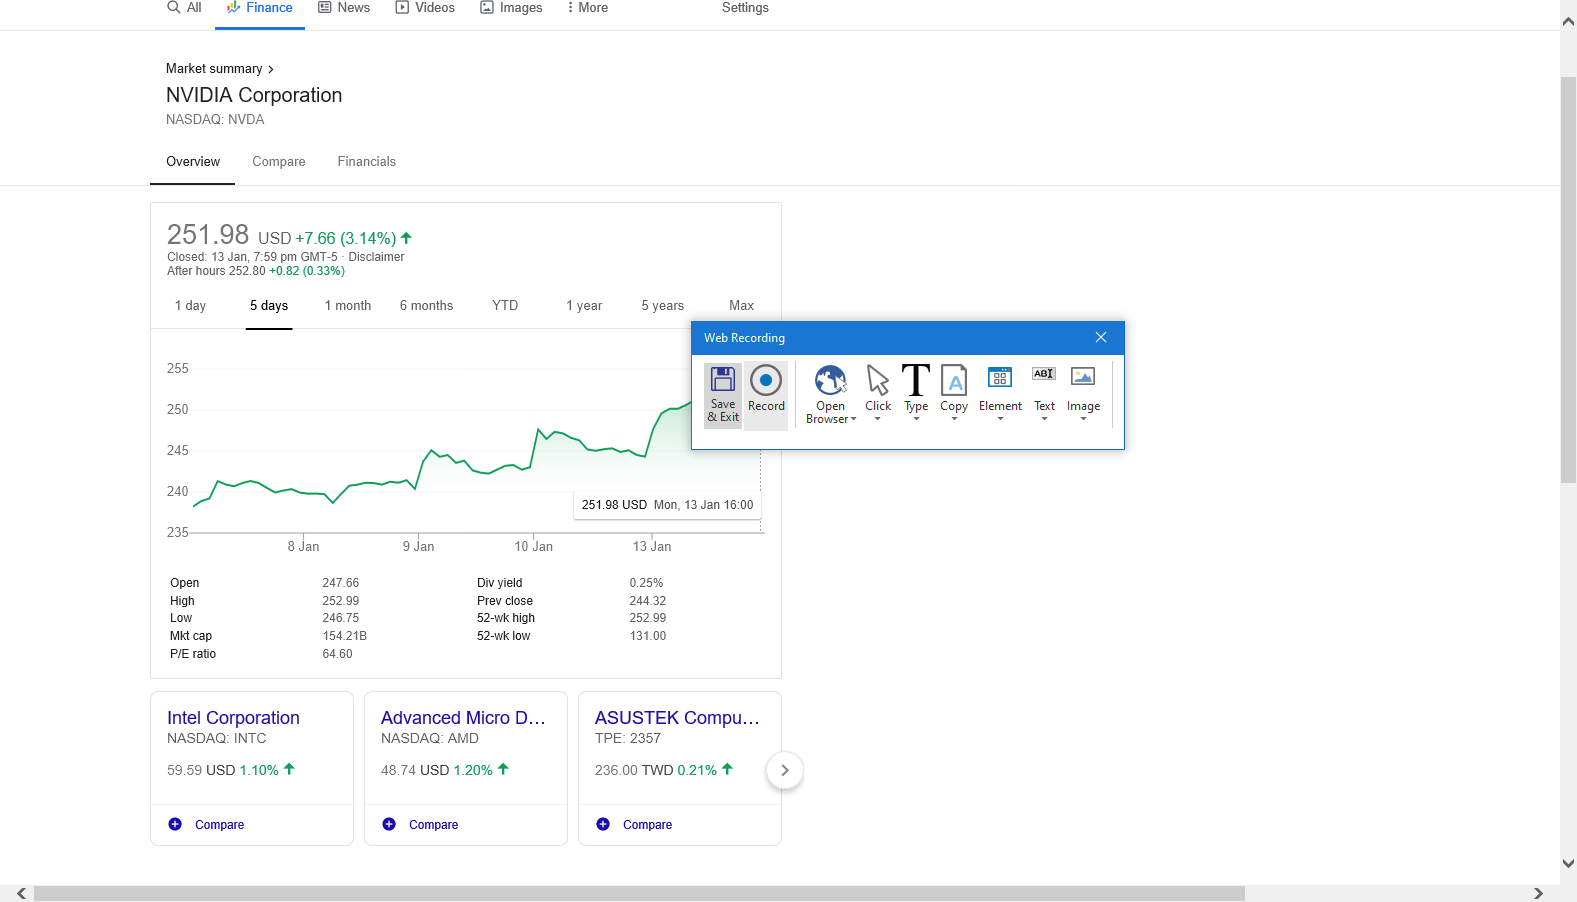 All Finance News Videos Images More Settings
Market summary
NVIDIA Corporation
NASDAQ: NVDA
Overview Compare Financials
251.98 USD +7.66 (3.14%)
Closed: 13 Jan, 7:59 pm GMT-5 · Disclaimer
After hours 252.80 +0.82 (0.33%)
1 day 5 days 1 month 6 months YTD 1 year 5 years Max
Web Recording
Save & Exit
Record
Open Browser
Click
Type
Copy
Element
Text
Image
ABI
A
255
250
245
240
235
251.98 USD Mon, 13 Jan 16:00
8 Jan 9 Jan 10 Jan 13 Jan
Open 247.66 Div yield 0.25%
High 252.99 Prev close 244.32
Low 246.75 52-wk high 252.99
Mkt cap 154.21B 52-wk low 131.00
P/E ratio 64.60
Intel Corporation
NASDAQ: INTC
59.59 USD 1.10%
Compare
Advanced Micro D...
NASDAQ: AMD
48.74 USD 1.20%
Compare
ASUSTEK Compu...
TPE: 2357
236.00 TWD 0.21%
Compare